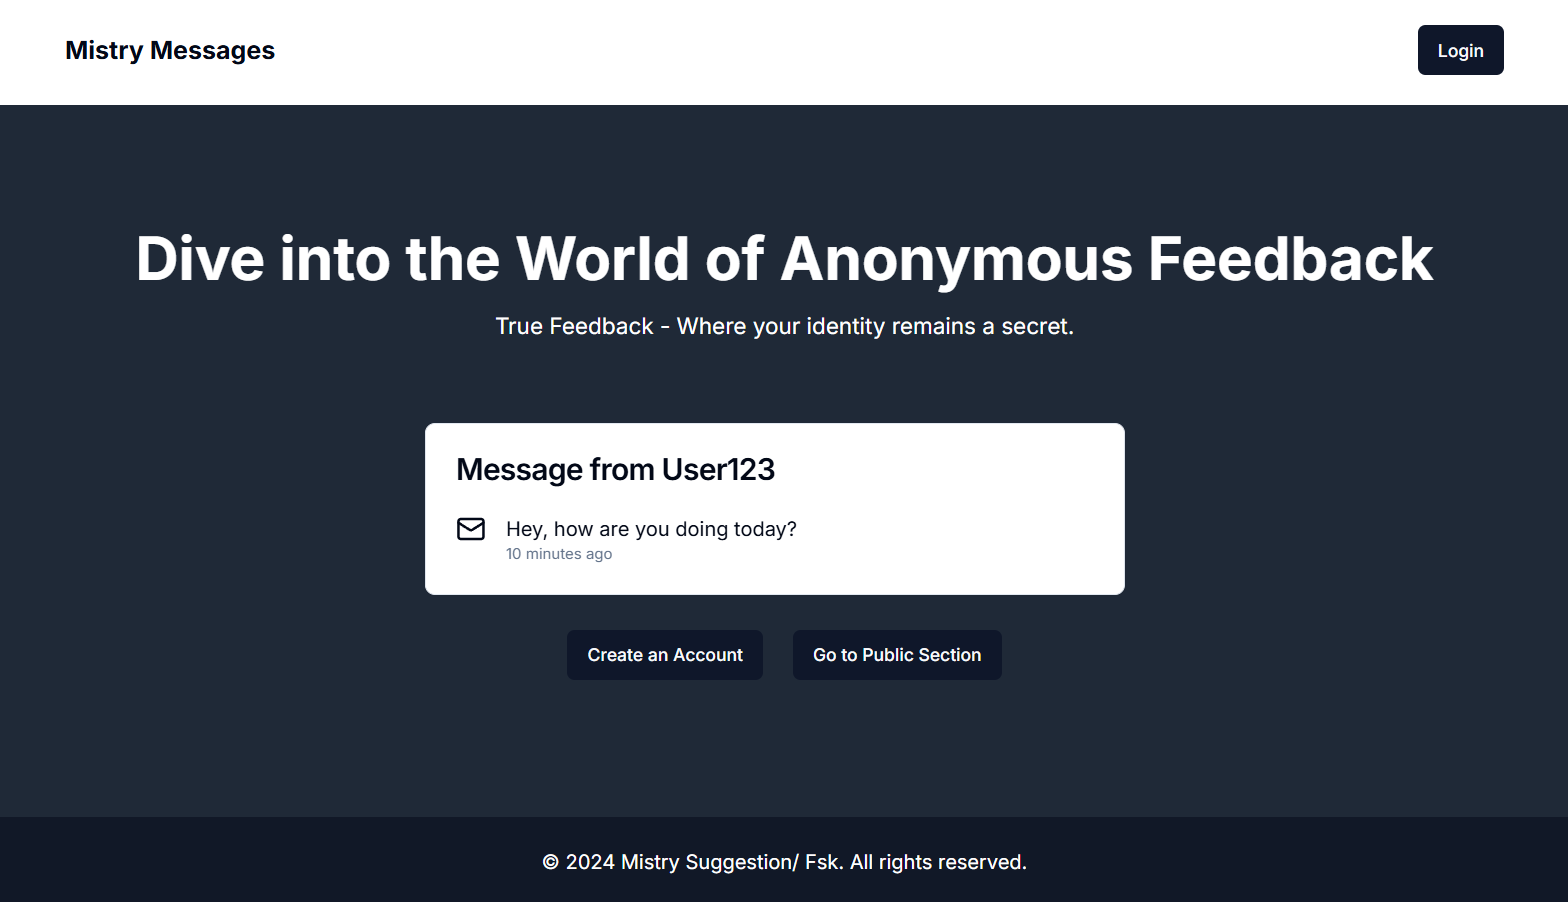 Mistry Messages
Login
Dive into the World of Anonymous Feedback
True Feedback - Where your identity remains a secret.
Message from User123
Hey, how are you doing today?
10 minutes ago
Create an Account
Go to Public Section
© 2024 Mistry Suggestion/ Fsk. All rights reserved.